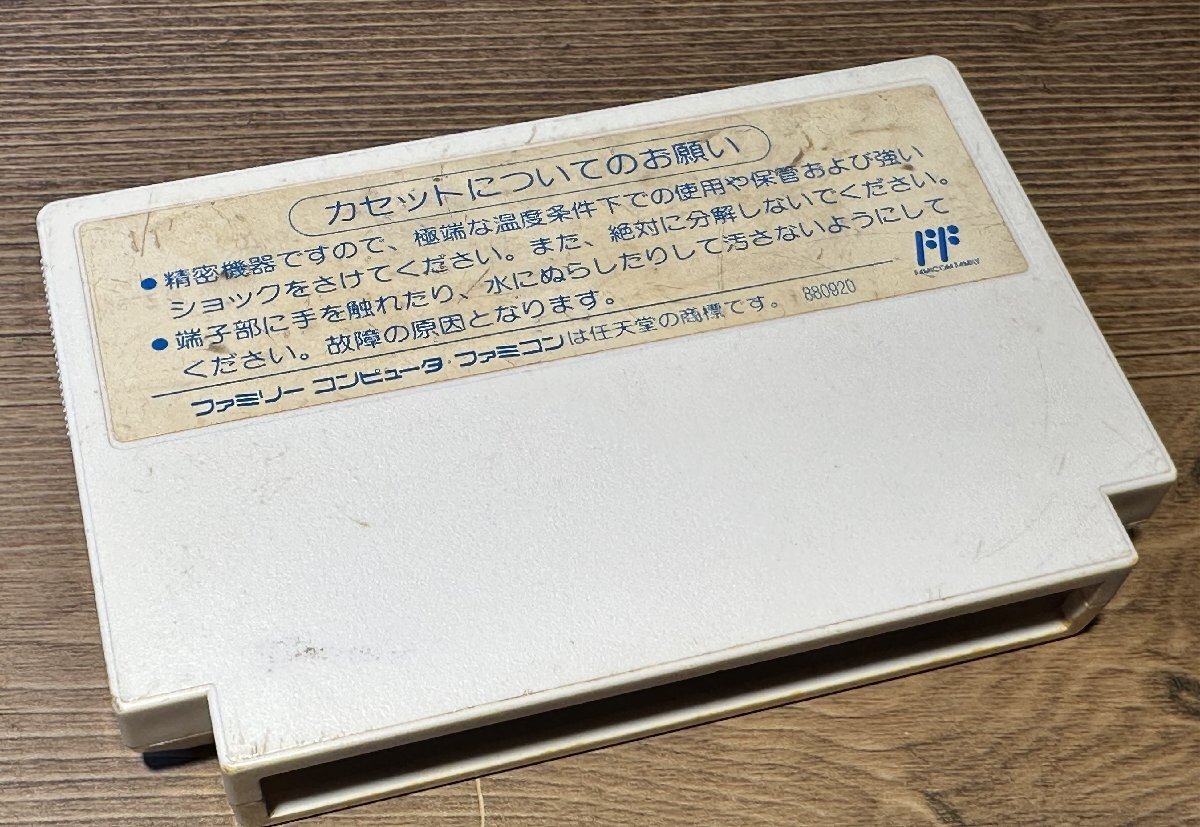 カセットについてのお願い
●精密機器ですので、極端な温度条件下での使用や保管および強い
ショックをさけてください。また、絶対に分解しないでください。
●端子部に手を触れたり、水にぬらしたりして汚さないようにして
ください。故障の原因となります。
FF
FAMICOM FAMILY
ファミリー コンピュータ・ファミコンは任天堂の商標です。 880920